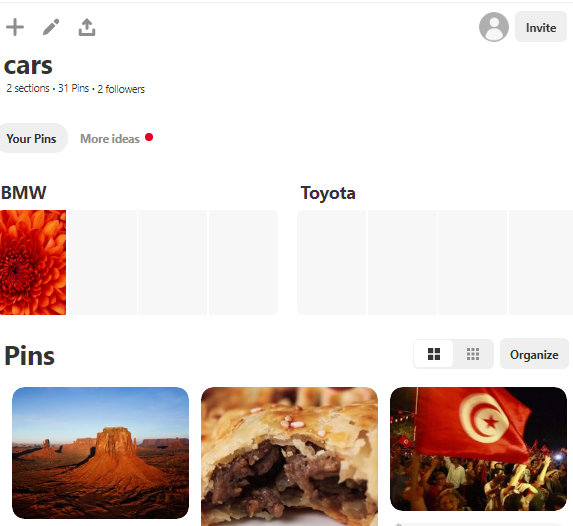 Invite
cars
2 sections • 31 Pins • 2 followers
Your Pins More ideas
BMW Toyota
Pins
Organize